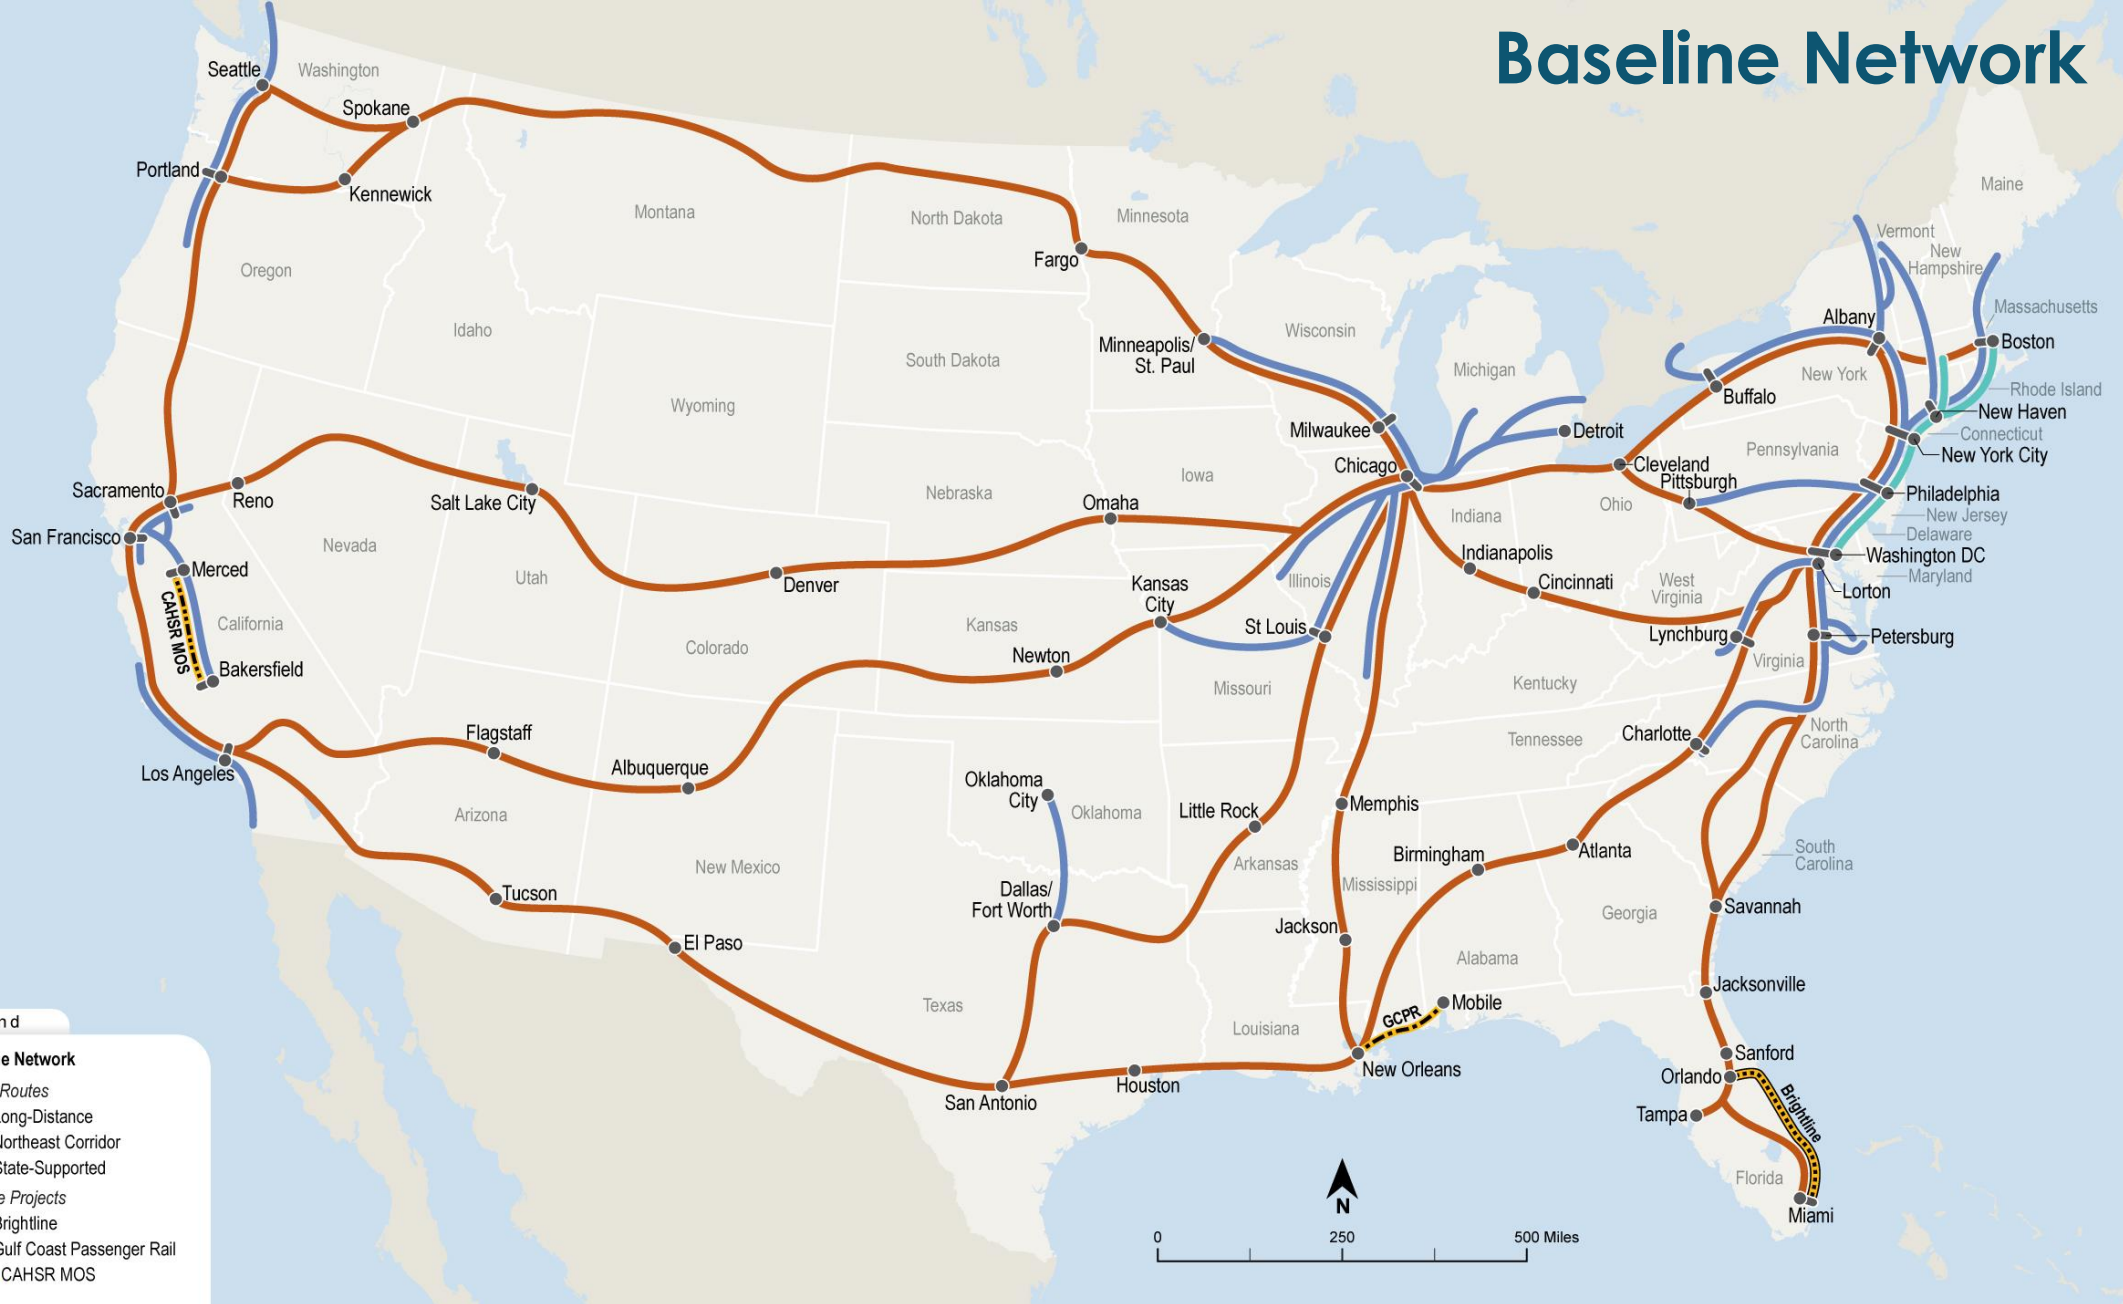 Baseline Network
Seattle
Washington
Spokane
Portland
Kennewick
Montana
North Dakota
Minnesota
Maine
Vermont
New
Hampshire
Oregon
Fargo
Idaho
Massachusetts
Albany
Wisconsin
Minneapolis/
St. Paul
Boston
South Dakota
Michigan
New York
Rhode Island
Wyoming
Buffalo
New Haven
Milwaukee
Detroit
Connecticut
Pennsylvania
New York City
Chicago
Cleveland
Pittsburgh
Iowa
Sacramento
Reno
Salt Lake City
Nebraska
Omaha
Ohio
Philadelphia
Indiana
New Jersey
Delaware
San Francisco
Nevada
Indianapolis
Washington DC
Merced
Utah
Denver
Illinois
Cincinnati
West
Virginia
Maryland
Kansas
City
Lorton
CAHSR MOS
California
Kansas
St Louis
Lynchburg
Petersburg
Colorado
Newton
Virginia
Bakersfield
Missouri
Kentucky
Flagstaff
Tennessee
Charlotte
North
Carolina
Los Angeles
Albuquerque
Oklahoma
City
Arizona
Oklahoma
Little Rock
Memphis
New Mexico
Arkansas
Birmingham
Atlanta
South
Carolina
Tucson
Dallas/
Fort Worth
Mississippi
Georgia
Savannah
El Paso
Jackson
Alabama
Jacksonville
Texas
Mobile
GCPR
Louisiana
Sanford
New Orleans
Orlando
Houston
San Antonio
Tampa
Brightline
Florida
Miami
N
0 250 500 Miles
nd
e Network
Routes
Long-Distance
Northeast Corridor
State-Supported
e Projects
Brightline
Gulf Coast Passenger Rail
CAHSR MOS